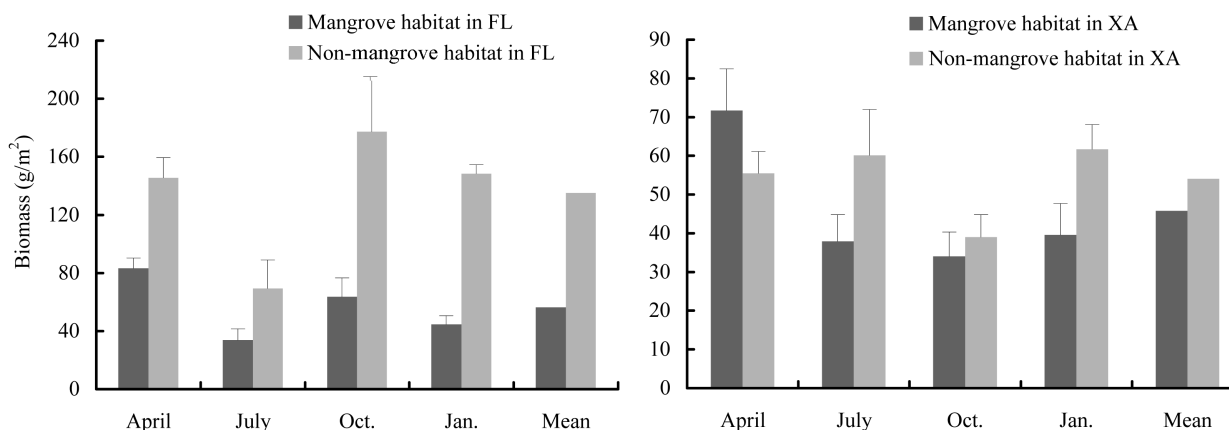 Mangrove habitat in FL
Non-mangrove habitat in FL
Biomass (g/m²)
240
200
160
120
80
40
0
April July Oct. Jan. Mean
Mangrove habitat in XA
Non-mangrove habitat in XA
90
80
70
60
50
40
30
20
10
0
April July Oct. Jan. Mean